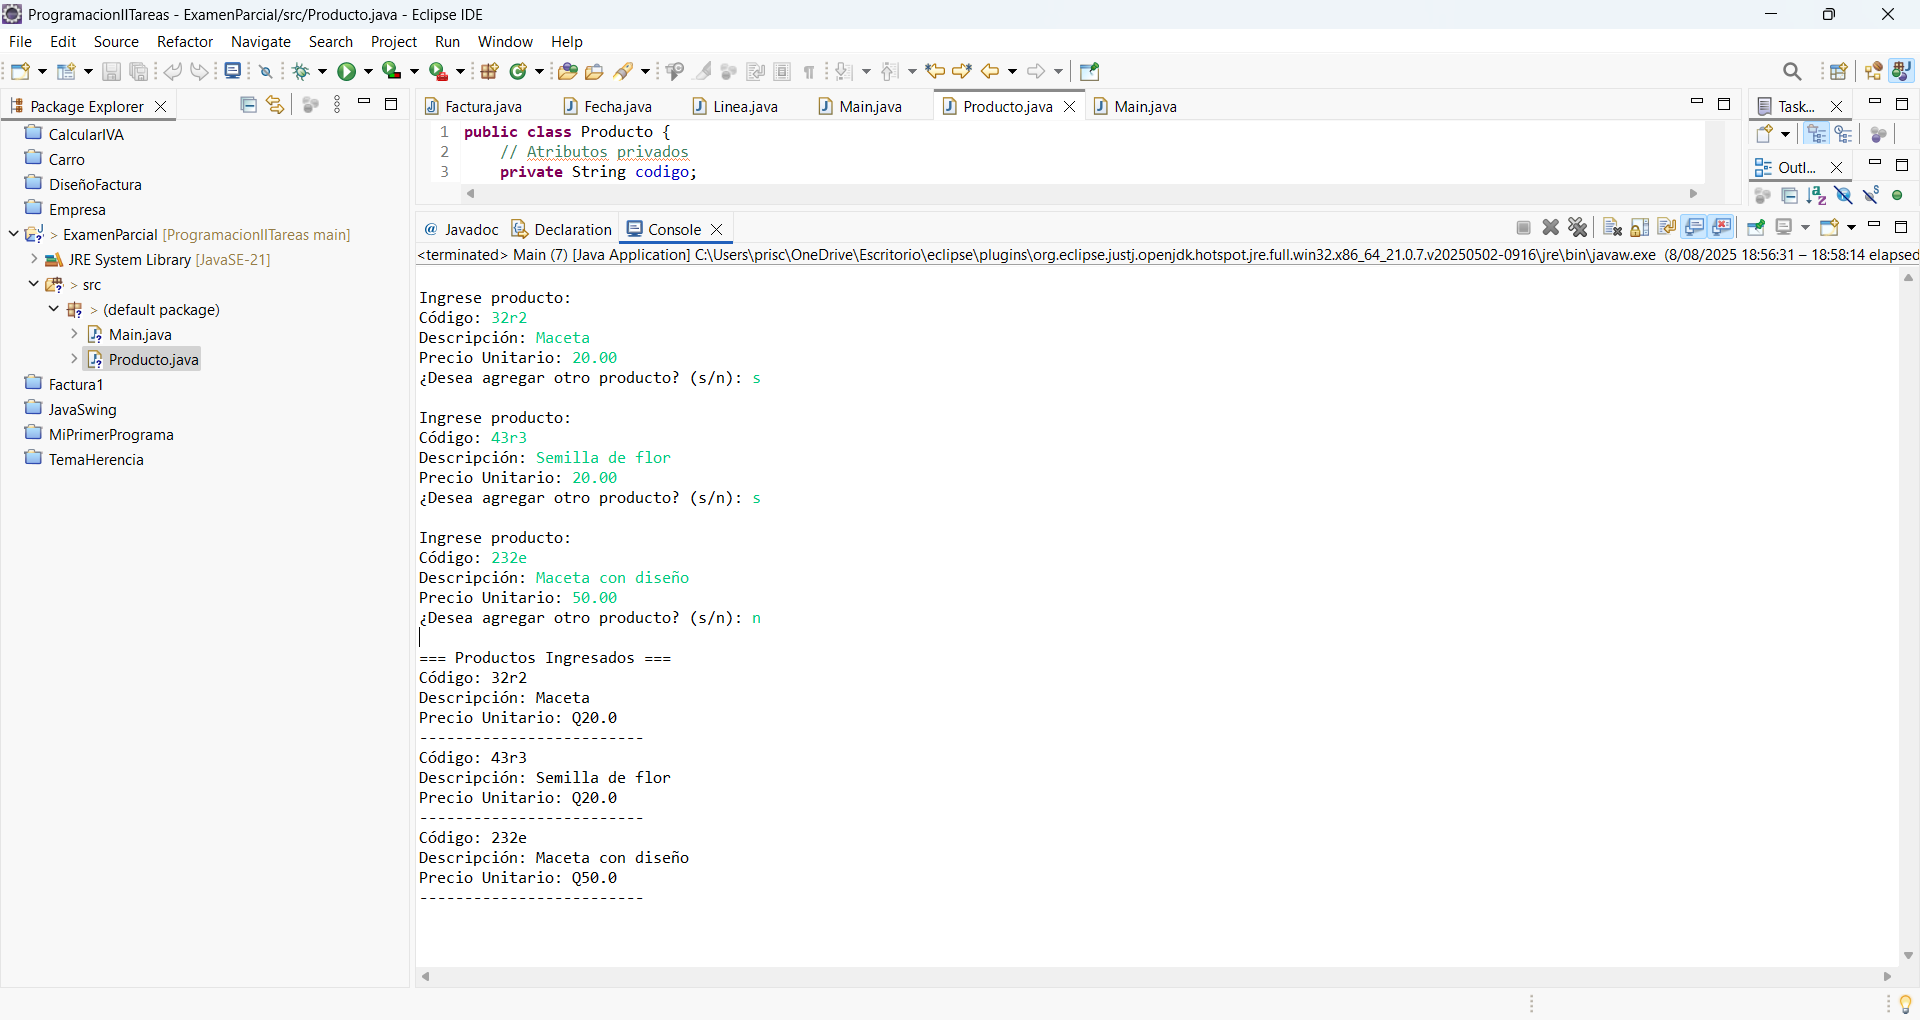 ProgramacionIITareas - ExamenParcial/src/Producto.java - Eclipse IDE
File Edit Source Refactor Navigate Search Project Run Window Help
Package Explorer
CalcularIVA
Carro
DiseñoFactura
Empresa
> ExamenParcial [ProgramacionIITareas main]
JRE System Library [JavaSE-21]
> src
> (default package)
Main.java
Producto.java
Factura1
JavaSwing
MiPrimerPrograma
TemaHerencia
Factura.java Fecha.java Linea.java Main.java Producto.java Main.java
1 public class Producto {
2 // Atributos privados
3 private String codigo;
Task...
Outl...
@ Javadoc Declaration Console
<terminated> Main (7) [Java Application] C:\Users\prisc\OneDrive\Escritorio\eclipse\plugins\org.eclipse.justj.openjdk.hotspot.jre.full.win32.x86_64_21.0.7.v20250502-0916\jre\bin\javaw.exe (8/08/2025 18:56:31 – 18:58:14 elapsed
Ingrese producto:
Código: 32r2
Descripción: Maceta
Precio Unitario: 20.00
¿Desea agregar otro producto? (s/n): s
Ingrese producto:
Código: 43r3
Descripción: Semilla de flor
Precio Unitario: 20.00
¿Desea agregar otro producto? (s/n): s
Ingrese producto:
Código: 232e
Descripción: Maceta con diseño
Precio Unitario: 50.00
¿Desea agregar otro producto? (s/n): n
=== Productos Ingresados ===
Código: 32r2
Descripción: Maceta
Precio Unitario: Q20.0
-------------------------
Código: 43r3
Descripción: Semilla de flor
Precio Unitario: Q20.0
-------------------------
Código: 232e
Descripción: Maceta con diseño
Precio Unitario: Q50.0
-------------------------